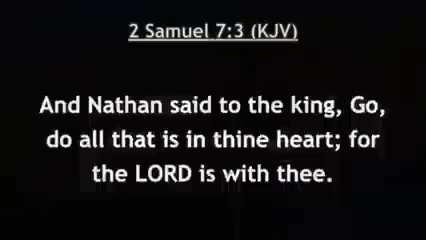 2 Samuel 7:3 (KJV)
And Nathan said to the king, Go,
do all that is in thine heart; for
the LORD is with thee.